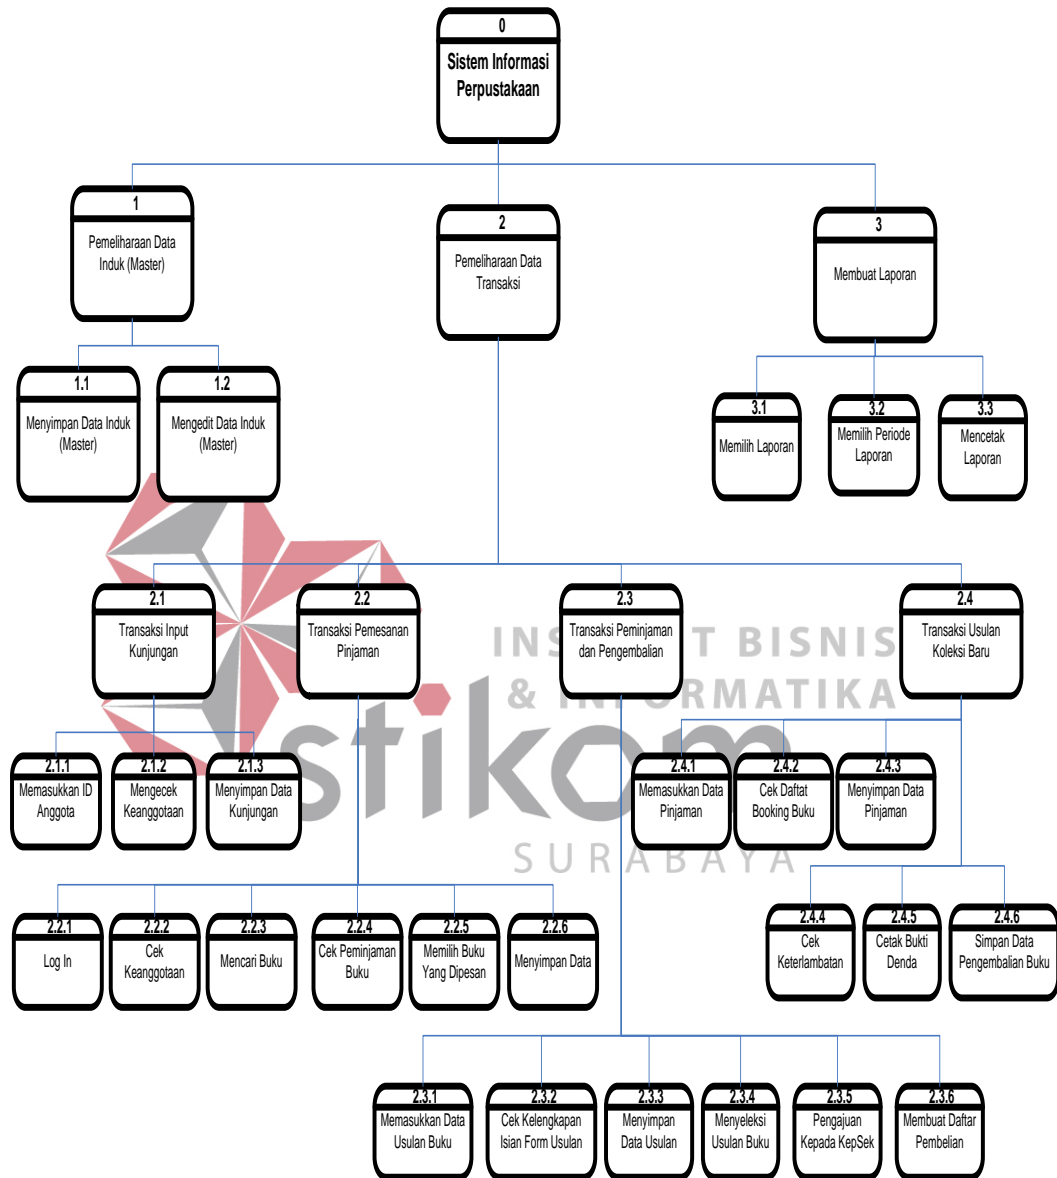 0
Sistem Informasi
Perpustakaan
1
Pemeliharaan Data
Induk (Master)
2
Pemeliharaan Data
Transaksi
3
Membuat Laporan
1.1
Menyimpan Data Induk
(Master)
1.2
Mengedit Data Induk
(Master)
3.1
Memilih Laporan
3.2
Memilih Periode
Laporan
3.3
Mencetak
Laporan
2.1
Transaksi Input
Kunjungan
2.2
Transaksi Pemesanan
Pinjaman
2.3
Transaksi Peminjaman
dan Pengembalian
2.4
Transaksi Usulan
Koleksi Baru
BISNIS
&
stikom
SURABAYA
2.1.1
Memasukkan ID
Anggota
2.1.2
Mengecek
Keanggotaan
2.1.3
Menyimpan Data
Kunjungan
2.4.1
Memasukkan Data
Pinjaman
2.4.2
Cek Daftat
Booking Buku
2.4.3
Menyimpan Data
Pinjaman
2.2.1
Log In
2.2.2
Cek
Keanggotaan
2.2.3
Mencari Buku
2.2.4
Cek Peminjaman
Buku
2.2.5
Memilih Buku
Yang Dipesan
2.2.6
Menyimpan Data
2.4.4
Cek
Keterlambatan
2.4.5
Cetak Bukti
Denda
2.4.6
Simpan Data
Pengembalian Buku
2.3.1
Memasukkan Data
Usulan Buku
2.3.2
Cek Kelengkapan
Isian Form Usulan
2.3.3
Menyimpan
Data Usulan
2.3.4
Menyeleksi
Usulan Buku
2.3.5
Pengajuan
Kepada KepSek
2.3.6
Membuat Daftar
Pembelian